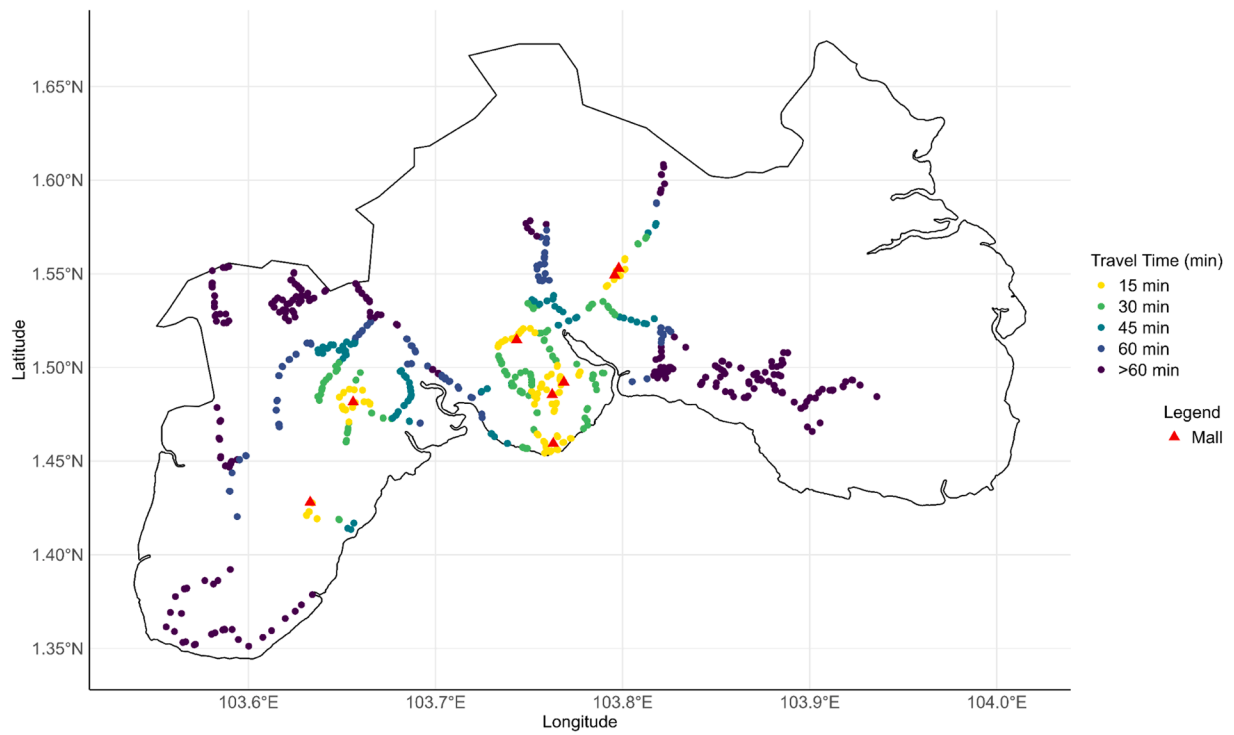 1.65°N
1.60°N
1.55°N
1.50°N
1.45°N
1.40°N
1.35°N
Latitude
103.6°E 103.7°E 103.8°E 103.9°E 104.0°E
Longitude
Travel Time (min)
15 min
30 min
45 min
60 min
>60 min
Legend
Mall